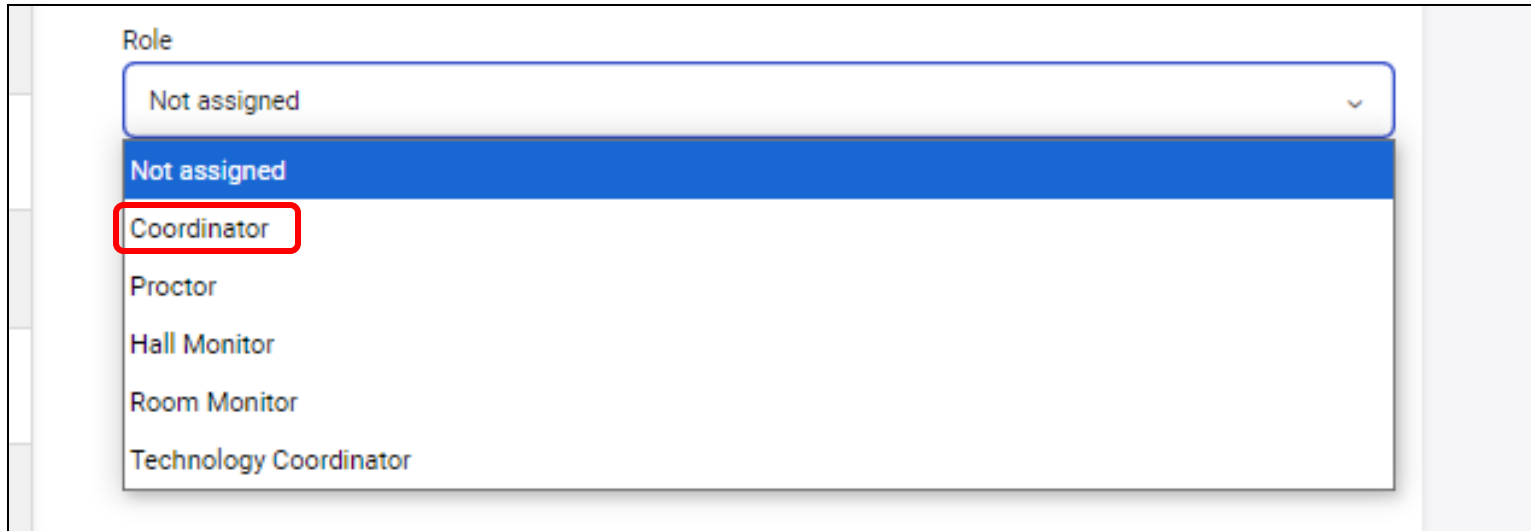 Role
Not assigned
Not assigned
Coordinator
Proctor
Hall Monitor
Room Monitor
Technology Coordinator